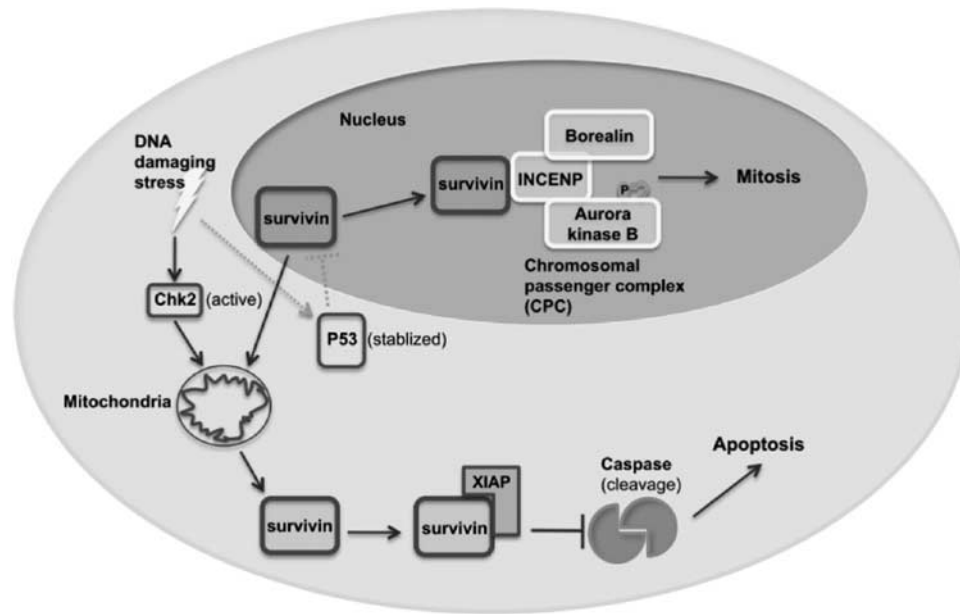 Nucleus
DNA
damaging
stress
survivin
survivin
INCENP
Borealin
P
Aurora
kinase B
Mitosis
Chromosomal
passenger complex
(CPC)
Chk2 (active)
P53 (stablized)
Mitochondria
survivin
survivin
XIAP
Caspase
(cleavage)
Apoptosis